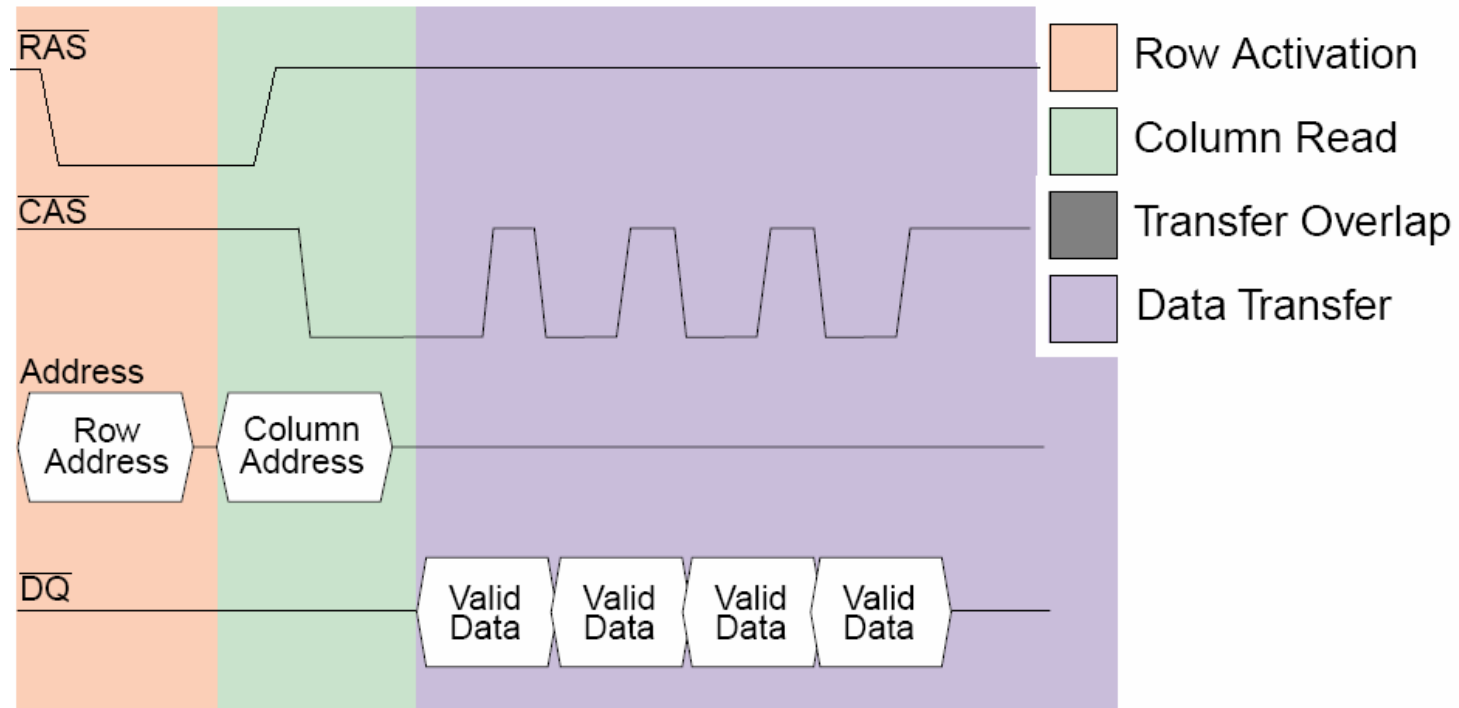 RAS
CAS
Address
Row
Address
Column
Address
DQ
Valid
Data
Valid
Data
Valid
Data
Valid
Data
Row Activation
Column Read
Transfer Overlap
Data Transfer